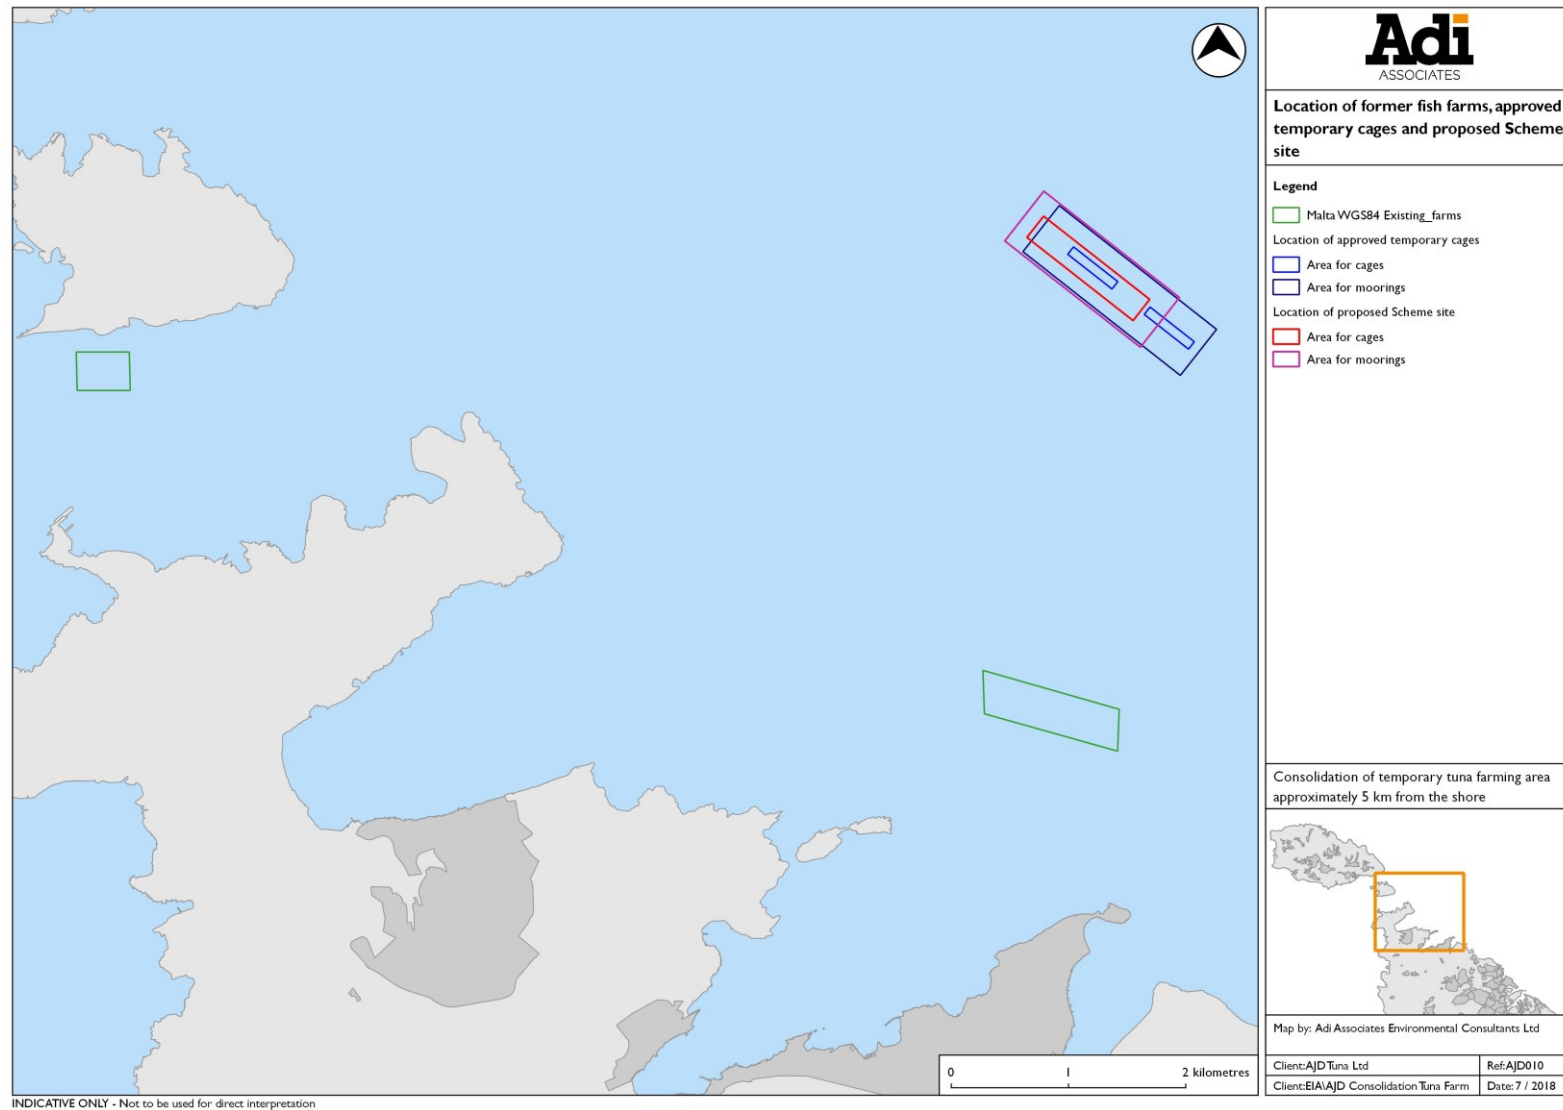 Adi
ASSOCIATES
Location of former fish farms, approved
temporary cages and proposed Scheme
site
Legend
Malta WGS84 Existing_farms
Location of approved temporary cages
Area for cages
Area for moorings
Location of proposed Scheme site
Area for cages
Area for moorings
Consolidation of temporary tuna farming area
approximately 5 km from the shore
Map by: Adi Associates Environmental Consultants Ltd
Client:AJD Tuna Ltd Ref:AJD010
Client:EIA\AJD Consolidation Tuna Farm Date: 7 / 2018
0 1 2 kilometres
INDICATIVE ONLY - Not to be used for direct interpretation